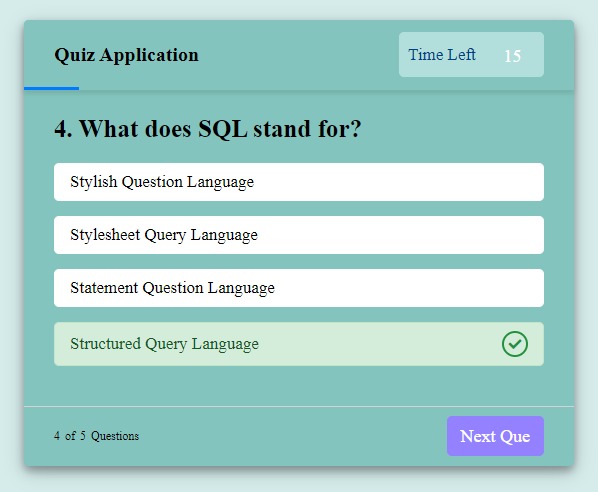 Quiz Application
Time Left 15
4. What does SQL stand for?
Stylish Question Language
Stylesheet Query Language
Statement Question Language
Structured Query Language
4 of 5 Questions
Next Que